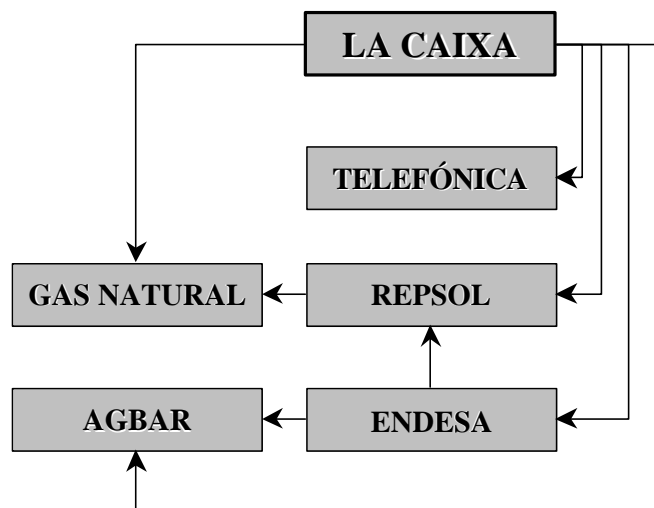 LA CAIXA
TELEFÓNICA
GAS NATURAL
REPSOL
AGBAR
ENDESA